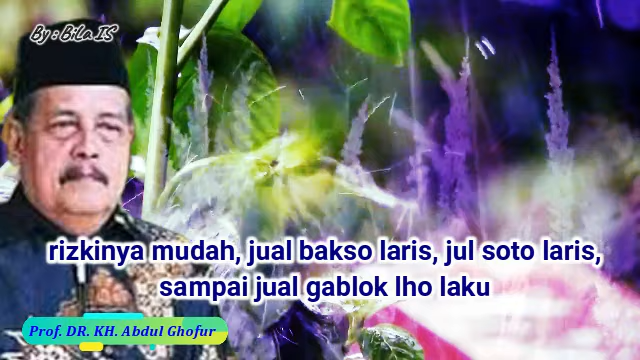 By : BiLa IS
rizkinya mudah, jual bakso laris, jul soto laris,
sampai jual gablok lho laku
Prof. DR. KH. Abdul Ghofur